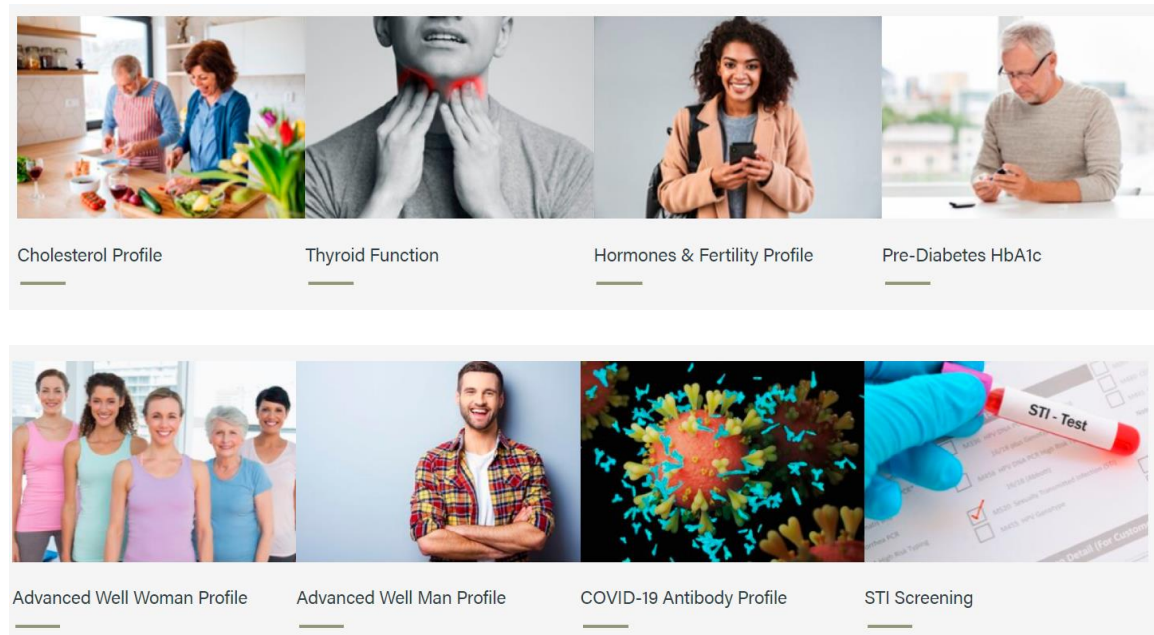 Cholesterol Profile
Thyroid Function
Hormones & Fertility Profile
Pre-Diabetes HbA1c
STI - Test
Advanced Well Woman Profile
Advanced Well Man Profile
COVID-19 Antibody Profile
STI Screening